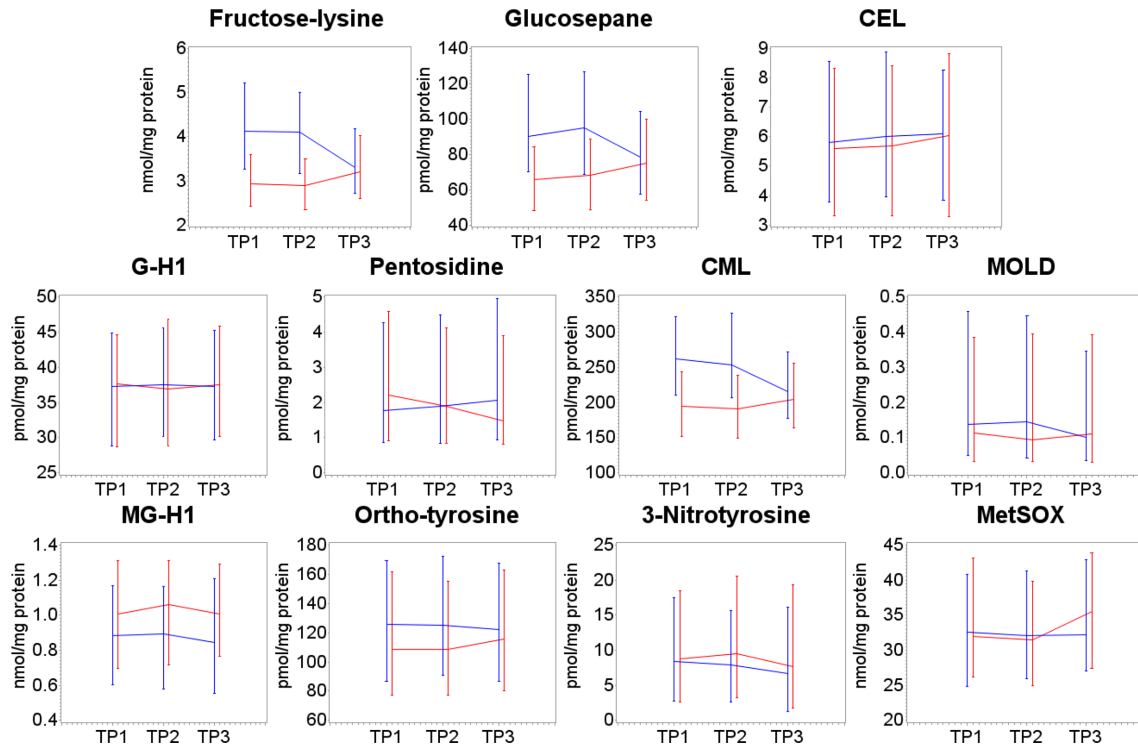 Fructose-lysine
nmol/mg protein
6
5
4
3
2
TP1 TP2 TP3
Glucosepane
pmol/mg protein
140
120
100
80
60
40
TP1 TP2 TP3
CEL
pmol/mg protein
9
8
7
6
5
4
3
TP1 TP2 TP3
G-H1
pmol/mg protein
50
45
40
35
30
25
TP1 TP2 TP3
Pentosidine
pmol/mg protein
5
4
3
2
1
0
TP1 TP2 TP3
CML
pmol/mg protein
350
300
250
200
150
100
TP1 TP2 TP3
MOLD
pmol/mg protein
0.5
0.4
0.3
0.2
0.1
0.0
TP1 TP2 TP3
MG-H1
nmol/mg protein
1.4
1.2
1.0
0.8
0.6
0.4
TP1 TP2 TP3
Ortho-tyrosine
pmol/mg protein
180
160
140
120
100
80
60
TP1 TP2 TP3
3-Nitrotyrosine
pmol/mg protein
25
20
15
10
5
0
TP1 TP2 TP3
MetSOX
nmol/mg protein
45
40
35
30
25
20
TP1 TP2 TP3